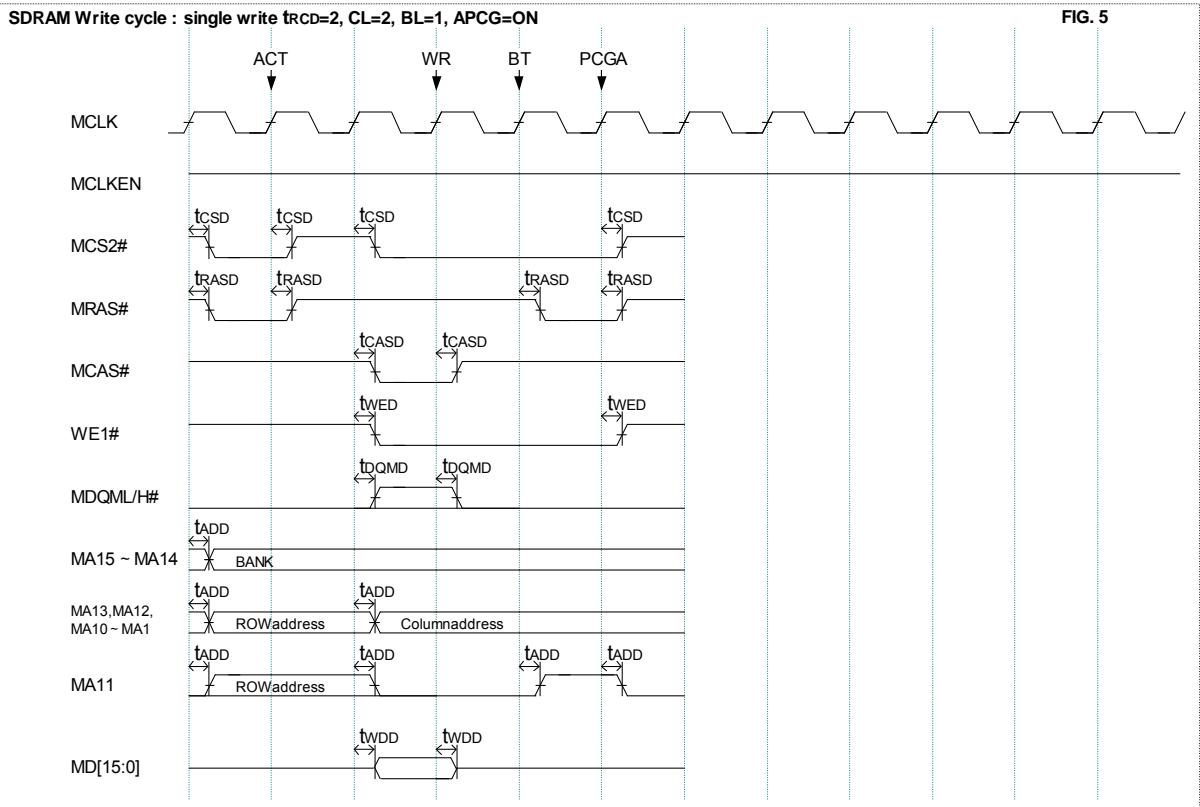 SDRAM Write cycle : single write tRCD=2, CL=2, BL=1, APCG=ON FIG. 5
ACT WR BT PCGA
MCLK
MCLKEN
tCSD tCSD tCSD tCSD
MCS2#
tRASD tRASD tRASD tRASD
MRAS#
tCASD tCASD
MCAS#
tWED tWED
WE1#
tDQMD tDQMD
MDQML/H#
tADD
MA15 ~ MA14 BANK
tADD tADD
MA13,MA12,
MA10 ~ MA1 ROWaddress Columnaddress
tADD tADD tADD tADD
MA11 ROWaddress
tWDD tWDD
MD[15:0]